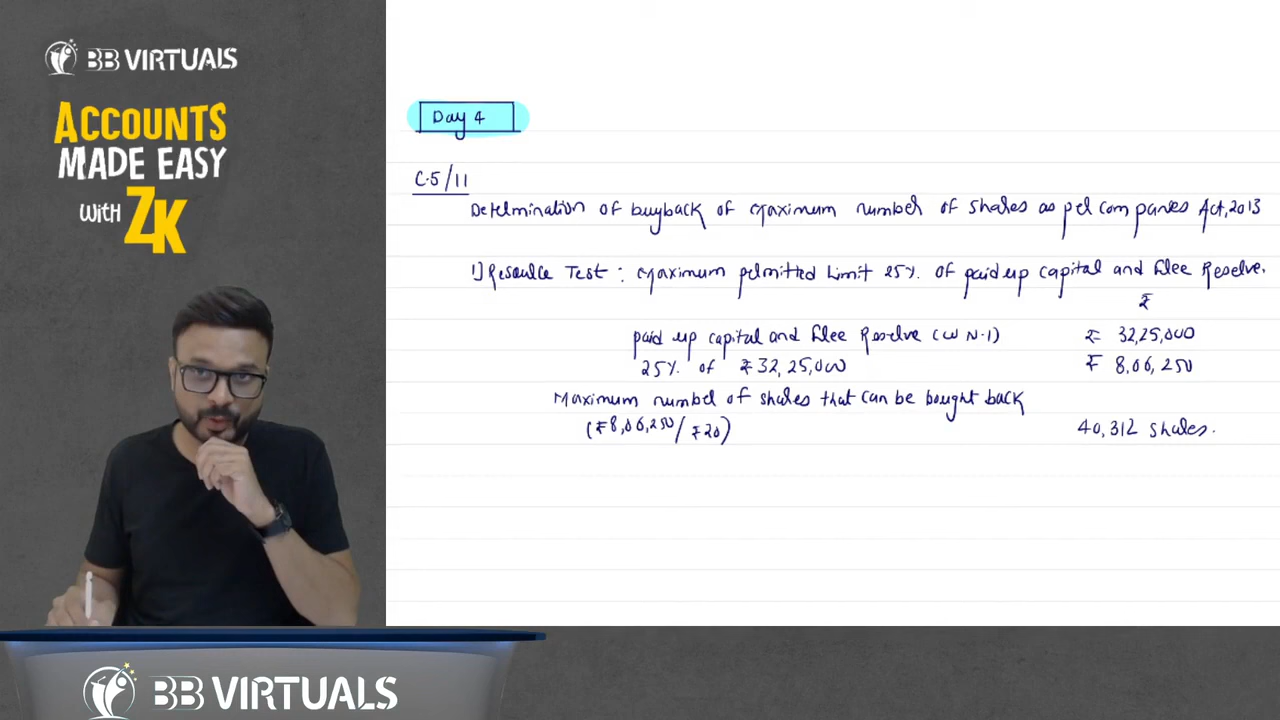 BB VIRTUALS
ACCOUNTS
MADE EASY
WITH ZK
Day 4
C.5/11
Determination of buyback of maximum number of shares as per companies Act, 2013
1) Resource Test : maximum permitted Limit 25% of paid up capital and free Reserve.
₹
paid up capital and free Reserve (W N-1) ₹ 32,25,000
25% of ₹32,25,000 ₹ 8,06,250
Maximum number of shares that can be bought back
(₹8,06,250/₹20) 40,312 shares.
BB VIRTUALS